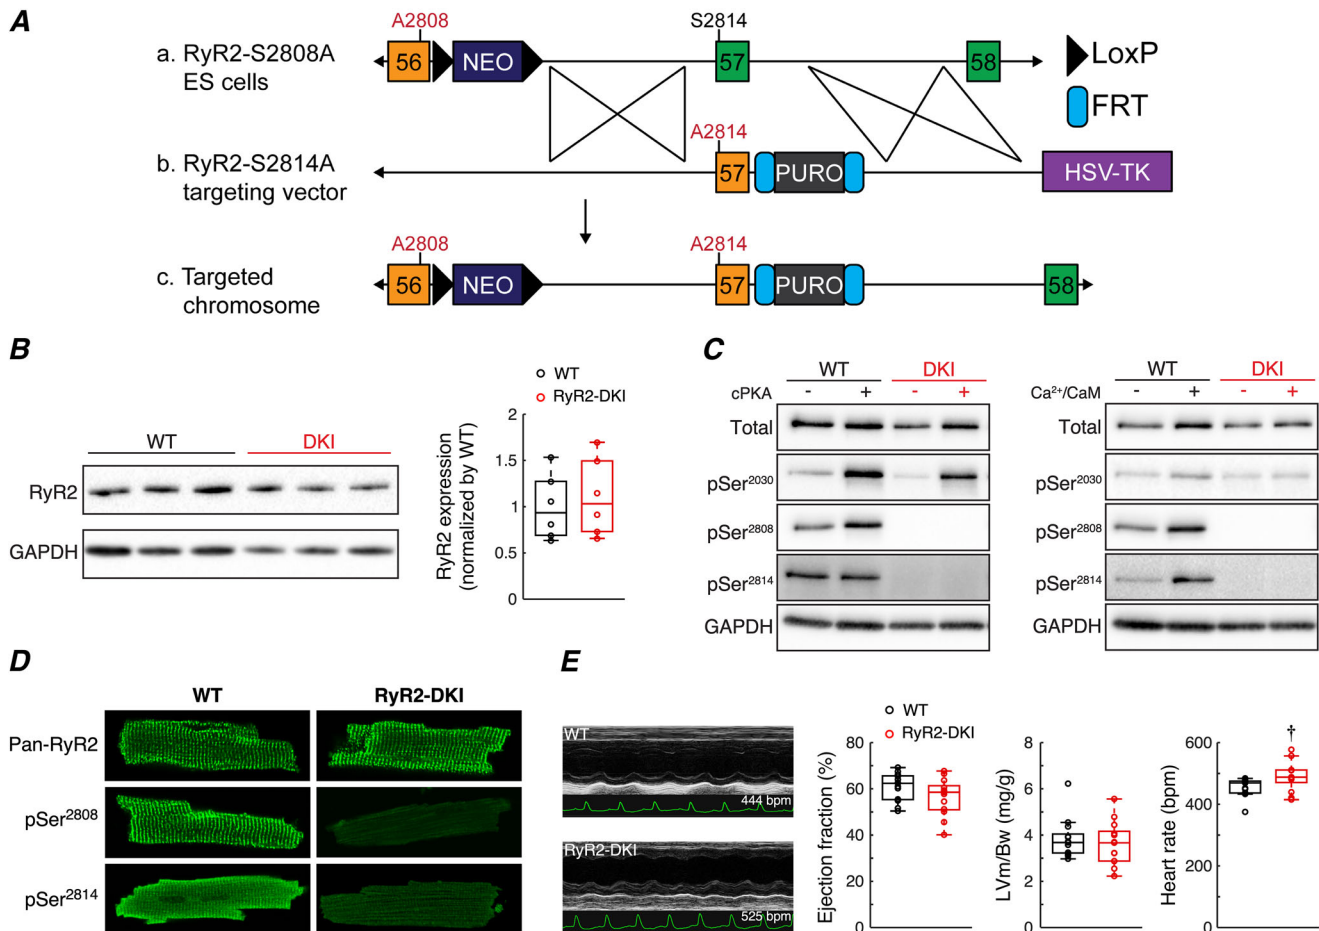 A
A2808
S2814
a. RyR2-S2808A
ES cells
56
NEO
57
58
LoxP
FRT
A2814
b. RyR2-S2814A
targeting vector
57
PURO
HSV-TK
A2808
A2814
c. Targeted
chromosome
56
NEO
57
PURO
58
B
WT
DKI
RyR2
GAPDH
WT
RyR2-DKI
RyR2 expression
(normalized by WT)
2
1.5
1
0.5
0
C
WT
DKI
cPKA
- + - +
Total
pSer2030
pSer2808
pSer2814
GAPDH
WT
DKI
Ca2+/CaM
- + - +
Total
pSer2030
pSer2808
pSer2814
GAPDH
D
WT
RyR2-DKI
Pan-RyR2
pSer2808
pSer2814
E
WT
444 bpm
RyR2-DKI
525 bpm
WT
RyR2-DKI
Ejection fraction (%)
80
60
40
20
0
LVm/Bw (mg/g)
8
6
4
2
0
Heart rate (bpm)
600
400
200
0
†